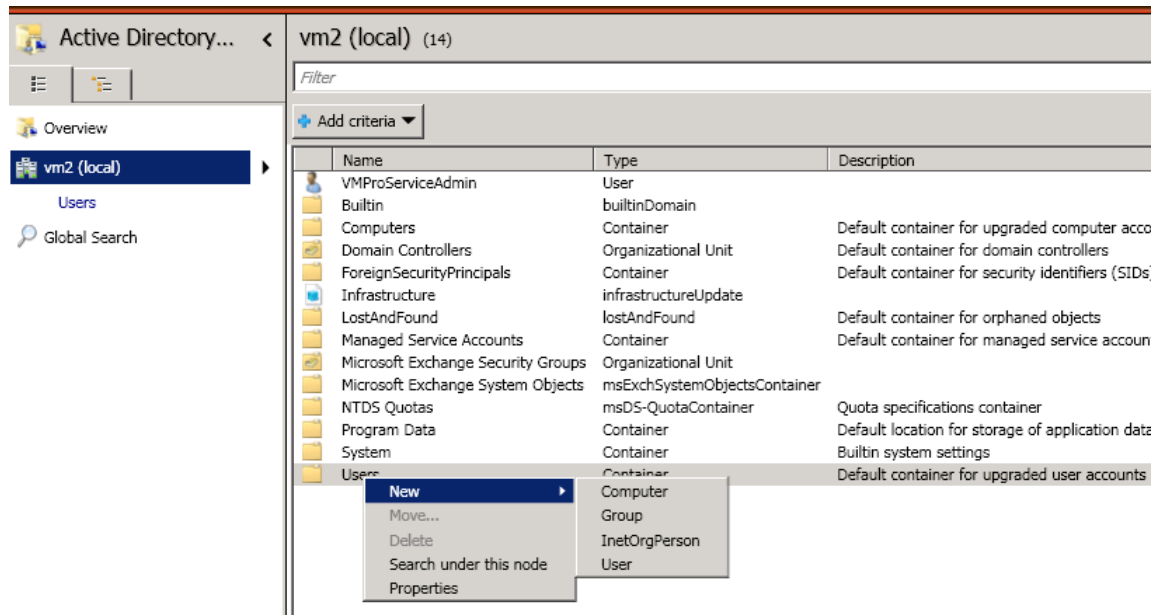 Active Directory...
vm2 (local) (14)
Filter
Add criteria
Overview
vm2 (local)
Users
Global Search
Name Type Description
VMProServiceAdmin User
Builtin builtinDomain
Computers Container Default container for upgraded computer acco
Domain Controllers Organizational Unit Default container for domain controllers
ForeignSecurityPrincipals Container Default container for security identifiers (SIDs)
Infrastructure infrastructureUpdate
LostAndFound lostAndFound Default container for orphaned objects
Managed Service Accounts Container Default container for managed service accoun
Microsoft Exchange Security Groups Organizational Unit
Microsoft Exchange System Objects msExchSystemObjectsContainer
NTDS Quotas msDS-QuotaContainer Quota specifications container
Program Data Container Default location for storage of application data
System Container Builtin system settings
Users Container Default container for upgraded user accounts
New Computer
Move... Group
Delete InetOrgPerson
Search under this node User
Properties